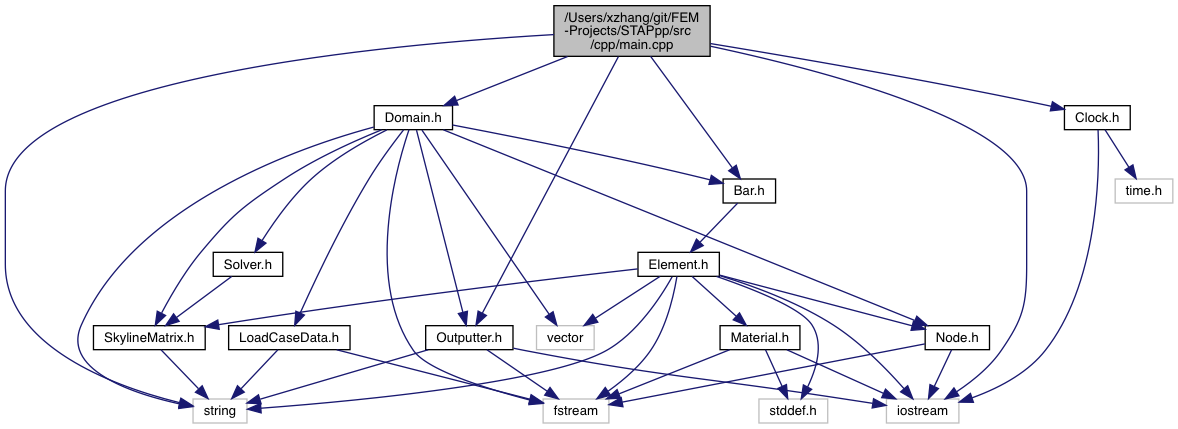 /Users/xzhang/git/FEM
-Projects/STAPpp/src
/cpp/main.cpp
Domain.h
Clock.h
Bar.h
time.h
Solver.h
Element.h
SkylineMatrix.h
LoadCaseData.h
Outputter.h
vector
Material.h
Node.h
string
fstream
stddef.h
iostream